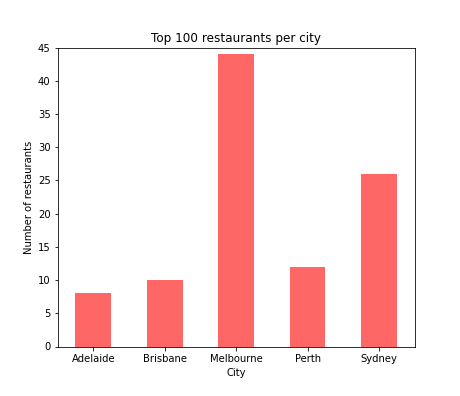 Top 100 restaurants per city
Number of restaurants
45
40
35
30
25
20
15
10
5
0
Adelaide Brisbane Melbourne Perth Sydney
City